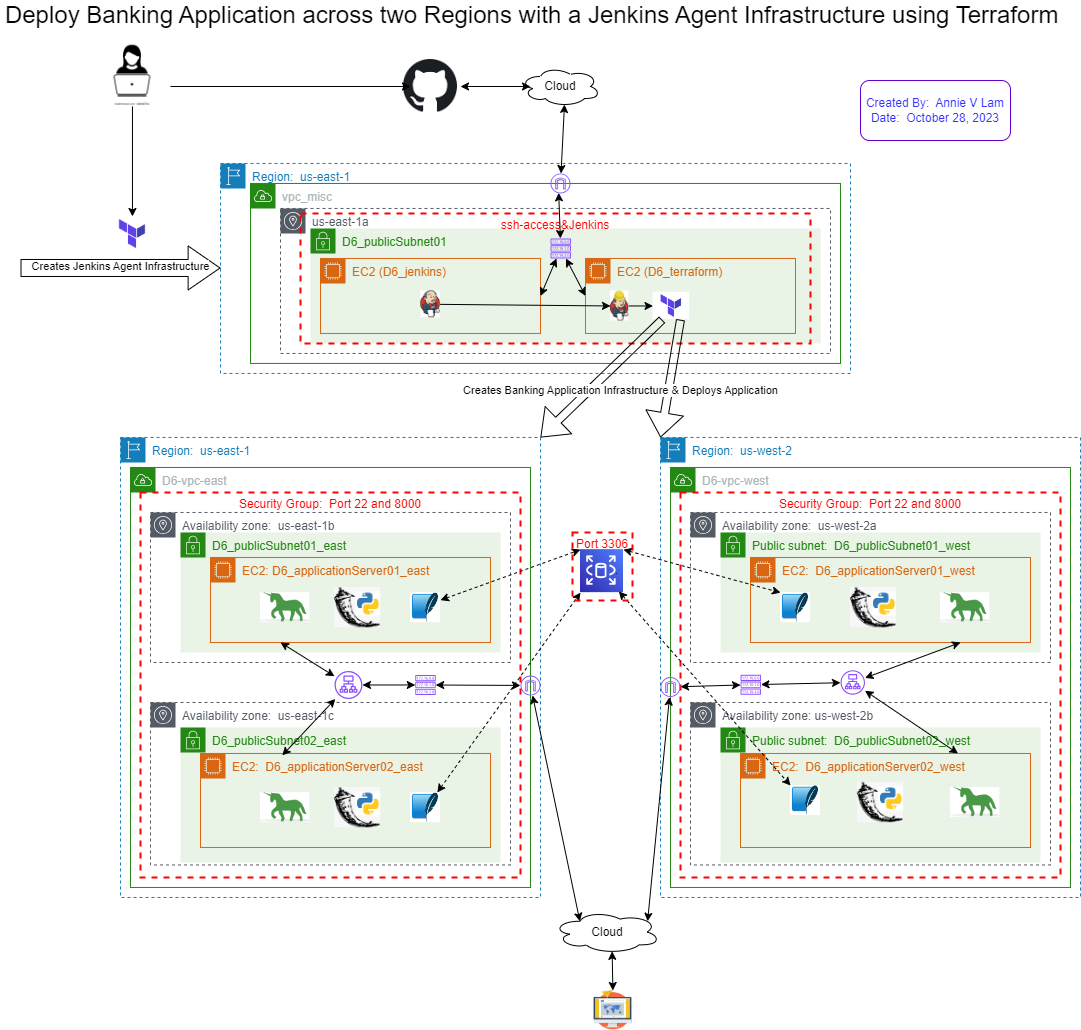 Deploy Banking Application across two Regions with a Jenkins Agent Infrastructure using Terraform
Cloud
Created By: Annie V Lam
Date: October 28, 2023
Region: us-east-1
vpc_misc
us-east-1a
ssh-access&Jenkins
D6_publicSubnet01
Creates Jenkins Agent Infrastructure
EC2 (D6_jenkins)
EC2 (D6_terraform)
Creates Banking Application Infrastructure & Deploys Application
Region: us-east-1
D6-vpc-east
Security Group: Port 22 and 8000
Availability zone: us-east-1b
D6_publicSubnet01_east
EC2: D6_applicationServer01_east
Availability zone: us-east-1c
D6_publicSubnet02_east
EC2: D6_applicationServer02_east
Port 3306
Region: us-west-2
D6-vpc-west
Security Group: Port 22 and 8000
Availability zone: us-west-2a
Public subnet: D6_publicSubnet01_west
EC2: D6_applicationServer01_west
Availability zone: us-west-2b
Public subnet: D6_publicSubnet02_west
EC2: D6_applicationServer02_west
Cloud